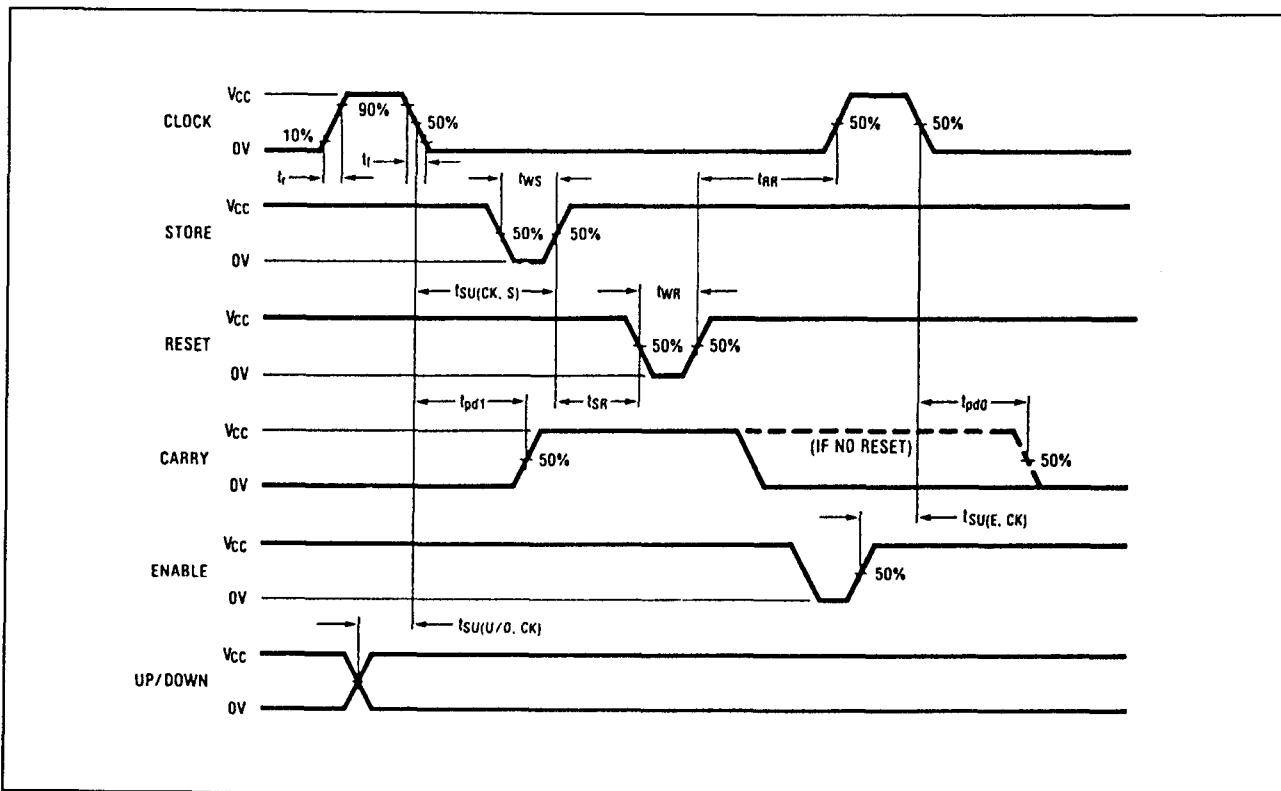 VCC
CLOCK
10%
90%
50%
50%
50%
0V
tr
tf
tWS
tRR
VCC
STORE
50%
50%
0V
tSU(CK, S)
tWR
VCC
RESET
50%
50%
0V
tpd1
tSR
tpd0
VCC
CARRY
50%
(IF NO RESET)
50%
0V
tSU(E, CK)
VCC
ENABLE
50%
0V
tSU(U/D, CK)
VCC
UP/DOWN
0V